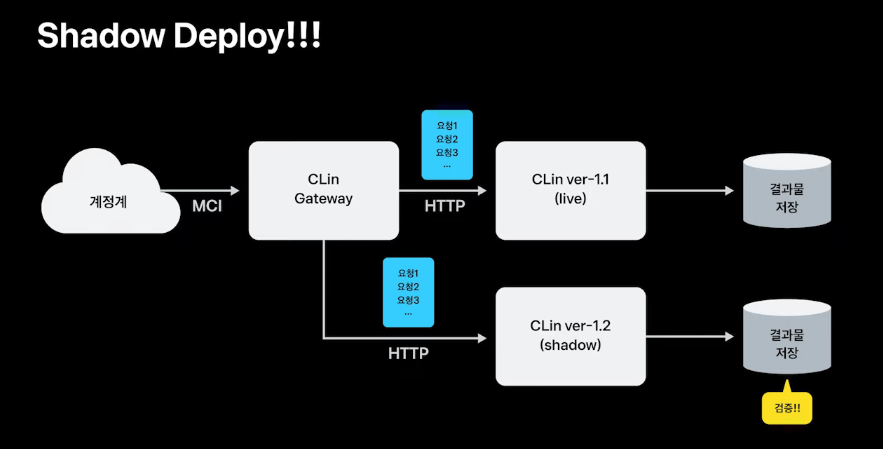 Shadow Deploy!!!
계정계
MCI
CLin
Gateway
요청1
요청2
요청3
...
HTTP
CLin ver-1.1
(live)
결과물
저장
요청1
요청2
요청3
...
HTTP
CLin ver-1.2
(shadow)
결과물
저장
검증!!